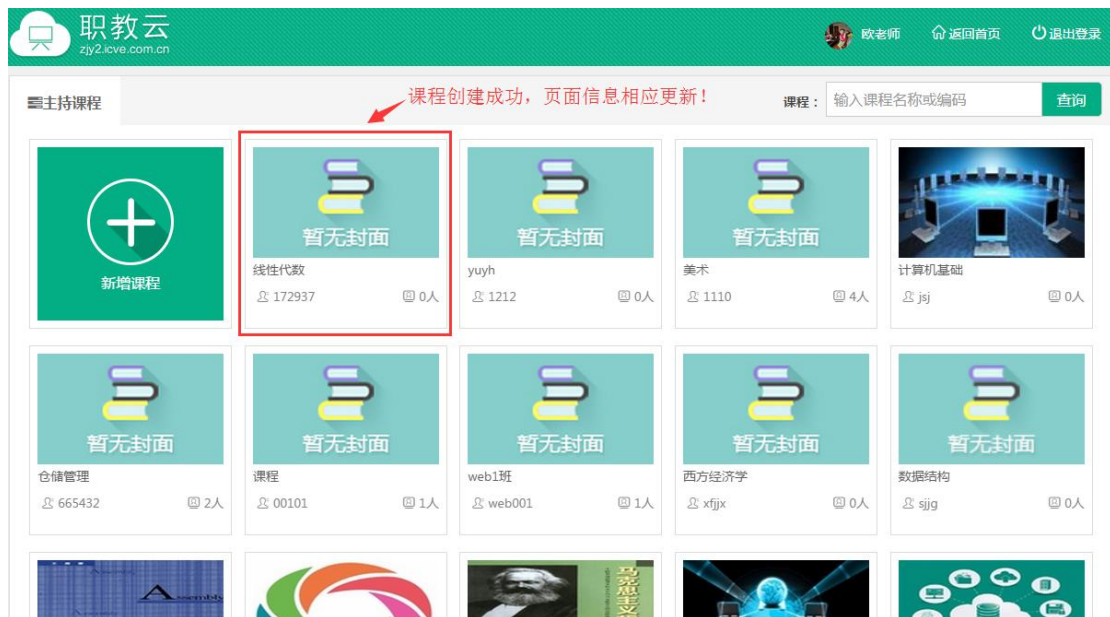 职教云
zjy2.icve.com.cn
欧老师
返回首页
退出登录
主持课程
课程创建成功，页面信息相应更新！
课程：
输入课程名称或编码
查询
新增课程
暂无封面
线性代数
172937
0人
暂无封面
yuyh
1212
0人
暂无封面
美术
1110
4人
计算机基础
jsj
0人
暂无封面
仓储管理
665432
2人
暂无封面
课程
00101
1人
暂无封面
web1班
web001
1人
暂无封面
西方经济学
xfjjx
0人
暂无封面
数据结构
sjjg
0人
Assembly
马克思主义